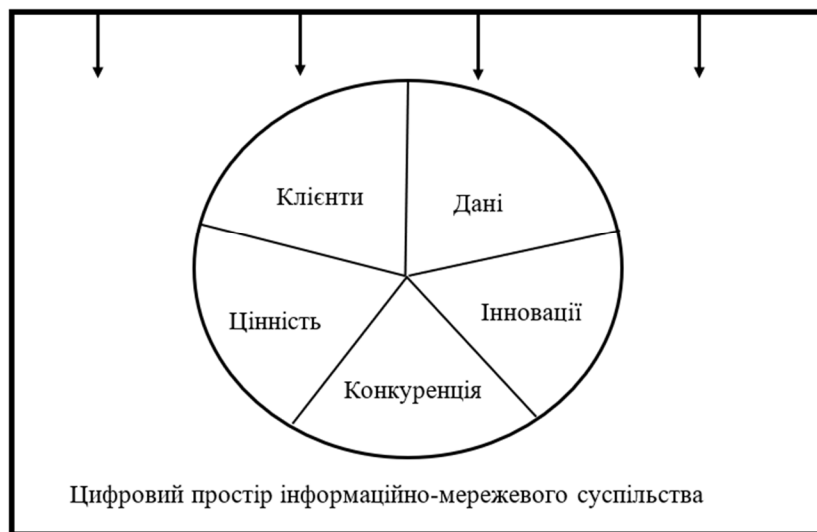 Клієнти
Дані
Цінність
Інновації
Конкуренція
Цифровий простір інформаційно-мережевого суспільства